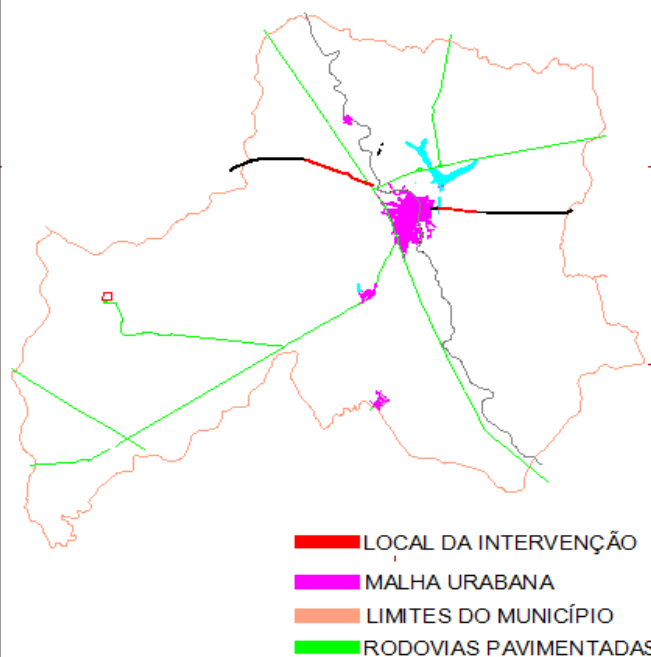 LOCAL DA INTERVENÇÃO
MALHA URABANA
LIMITES DO MUNICÍPIO
RODOVIAS PAVIMENTADAS